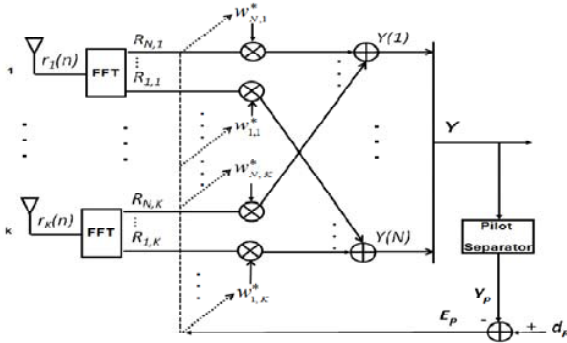 w*N,1
RN,1
Y(1)
1
r1(n)
FFT
R1,1
w*1,1
Y
w*N,K
RN,K
K
rK(n)
FFT
R1,K
Y(N)
Pilot
Separator
w*1,K
Yp
Ep
-
+
dp